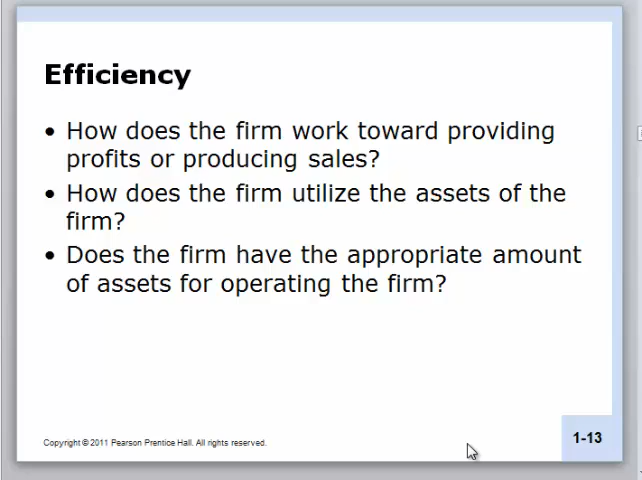 Efficiency
• How does the firm work toward providing
profits or producing sales?
• How does the firm utilize the assets of the
firm?
• Does the firm have the appropriate amount
of assets for operating the firm?
Copyright © 2011 Pearson Prentice Hall. All rights reserved.
1-13